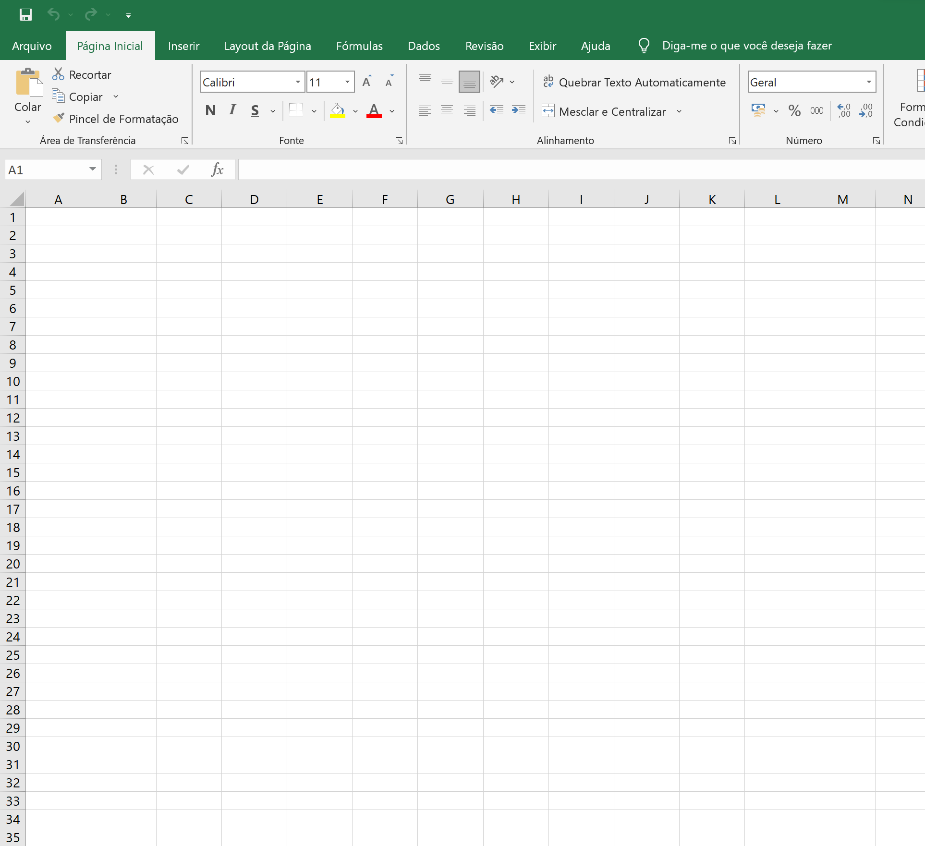 Arquivo Página Inicial Inserir Layout da Página Fórmulas Dados Revisão Exibir Ajuda Diga-me o que você deseja fazer
Colar
Recortar
Copiar
Pincel de Formatação
Área de Transferência
Calibri 11
N I S A
Fonte
ab Quebrar Texto Automaticamente
Mesclar e Centralizar
Alinhamento
Geral
% 000 ,00
Número
Form
Condi
A1 fx
A B C D E F G H I J K L M N
1
2
3
4
5
6
7
8
9
10
11
12
13
14
15
16
17
18
19
20
21
22
23
24
25
26
27
28
29
30
31
32
33
34
35